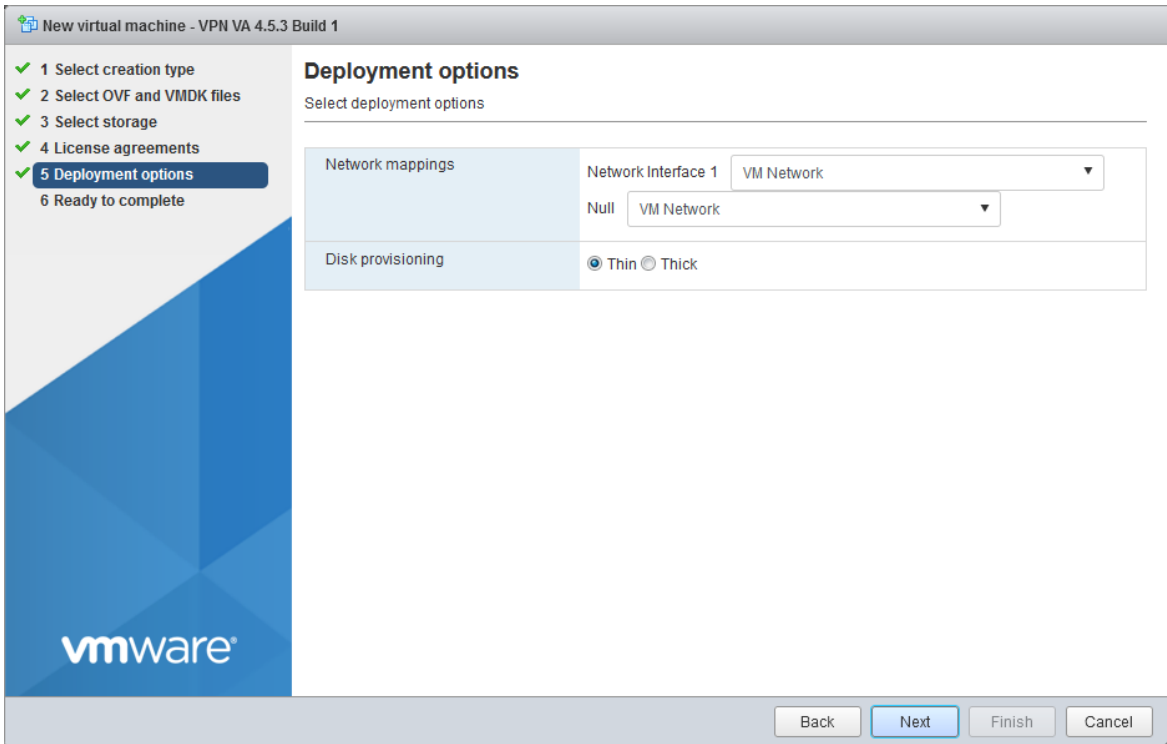 New virtual machine - VPN VA 4.5.3 Build 1
1 Select creation type
2 Select OVF and VMDK files
3 Select storage
4 License agreements
5 Deployment options
6 Ready to complete
Deployment options
Select deployment options
Network mappings
Network Interface 1 VM Network
Null VM Network
Disk provisioning
Thin Thick
vmware®
Back Next Finish Cancel